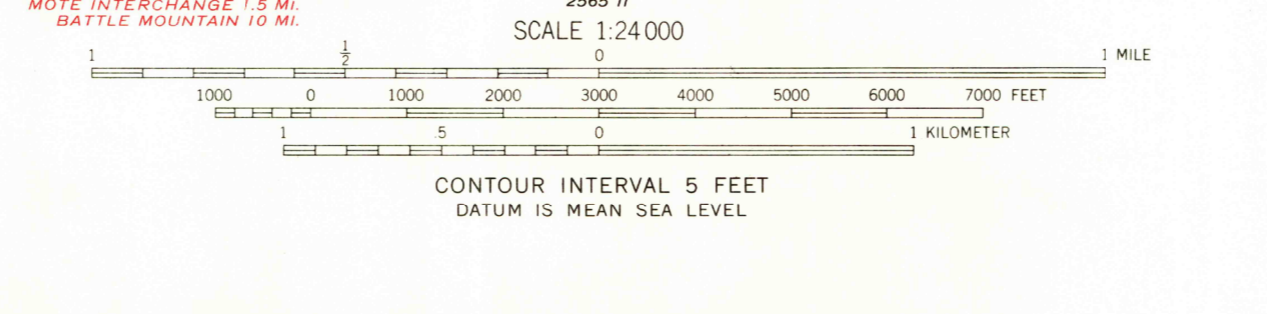 MOTE INTERCHANGE 1.5 MI.
BATTLE MOUNTAIN 10 MI.
SCALE 1:24 000
1 1/2 0 1 MILE
1000 0 1000 2000 3000 4000 5000 6000 7000 FEET
1 .5 0 1 KILOMETER
CONTOUR INTERVAL 5 FEET
DATUM IS MEAN SEA LEVEL